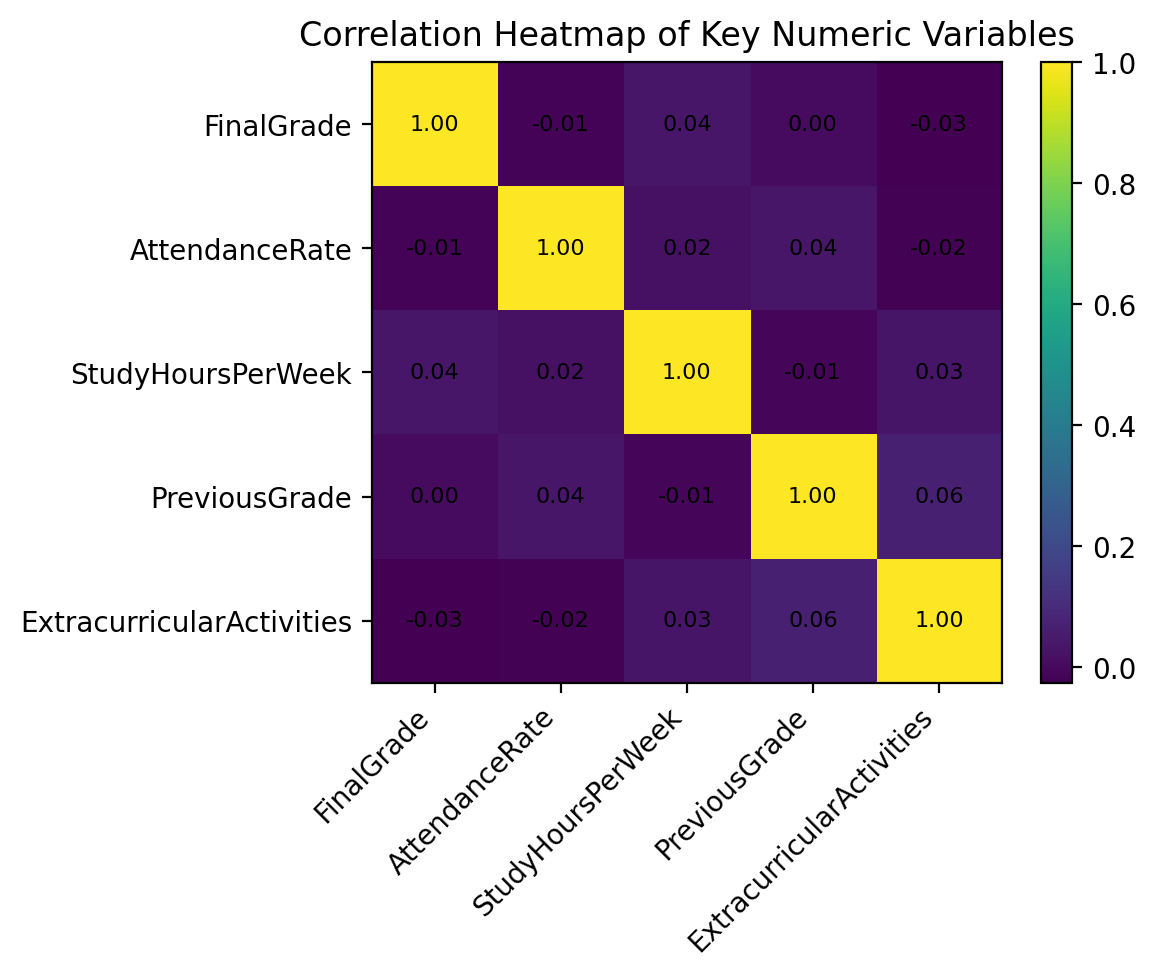 Correlation Heatmap of Key Numeric Variables
FinalGrade 1.00 -0.01 0.04 0.00 -0.03
AttendanceRate -0.01 1.00 0.02 0.04 -0.02
StudyHoursPerWeek 0.04 0.02 1.00 -0.01 0.03
PreviousGrade 0.00 0.04 -0.01 1.00 0.06
ExtracurricularActivities -0.03 -0.02 0.03 0.06 1.00
FinalGrade
AttendanceRate
StudyHoursPerWeek
PreviousGrade
ExtracurricularActivities
1.0
0.8
0.6
0.4
0.2
0.0